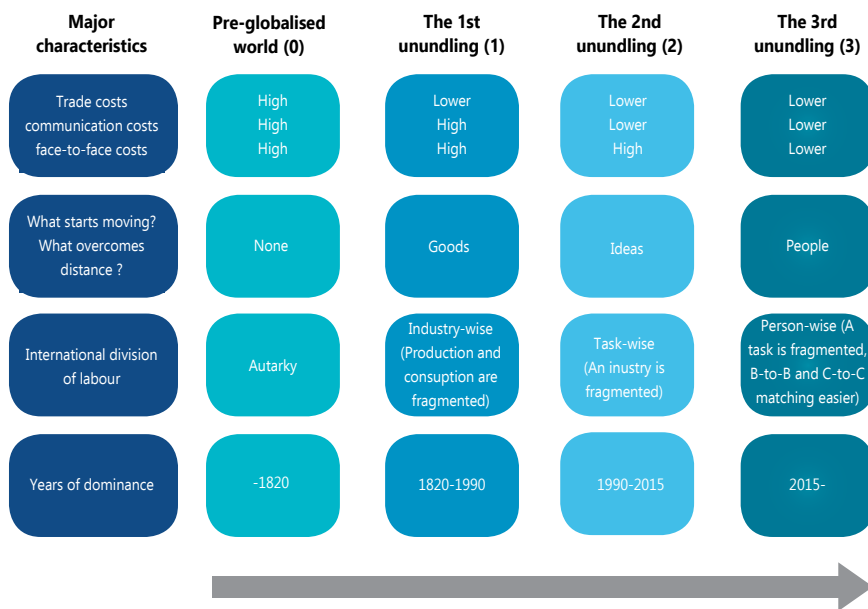 Major
characteristics
Pre-globalised
world (0)
The 1st
unundling (1)
The 2nd
unundling (2)
The 3rd
unundling (3)
Trade costs
communication costs
face-to-face costs
High
High
High
Lower
High
High
Lower
Lower
High
Lower
Lower
Lower
What starts moving?
What overcomes
distance ?
None
Goods
Ideas
People
International division
of labour
Autarky
Industry-wise
(Production and
consuption are
fragmented)
Task-wise
(An inustry is
fragmented)
Person-wise (A
task is fragmented,
B-to-B and C-to-C
matching easier)
Years of dominance
-1820
1820-1990
1990-2015
2015-